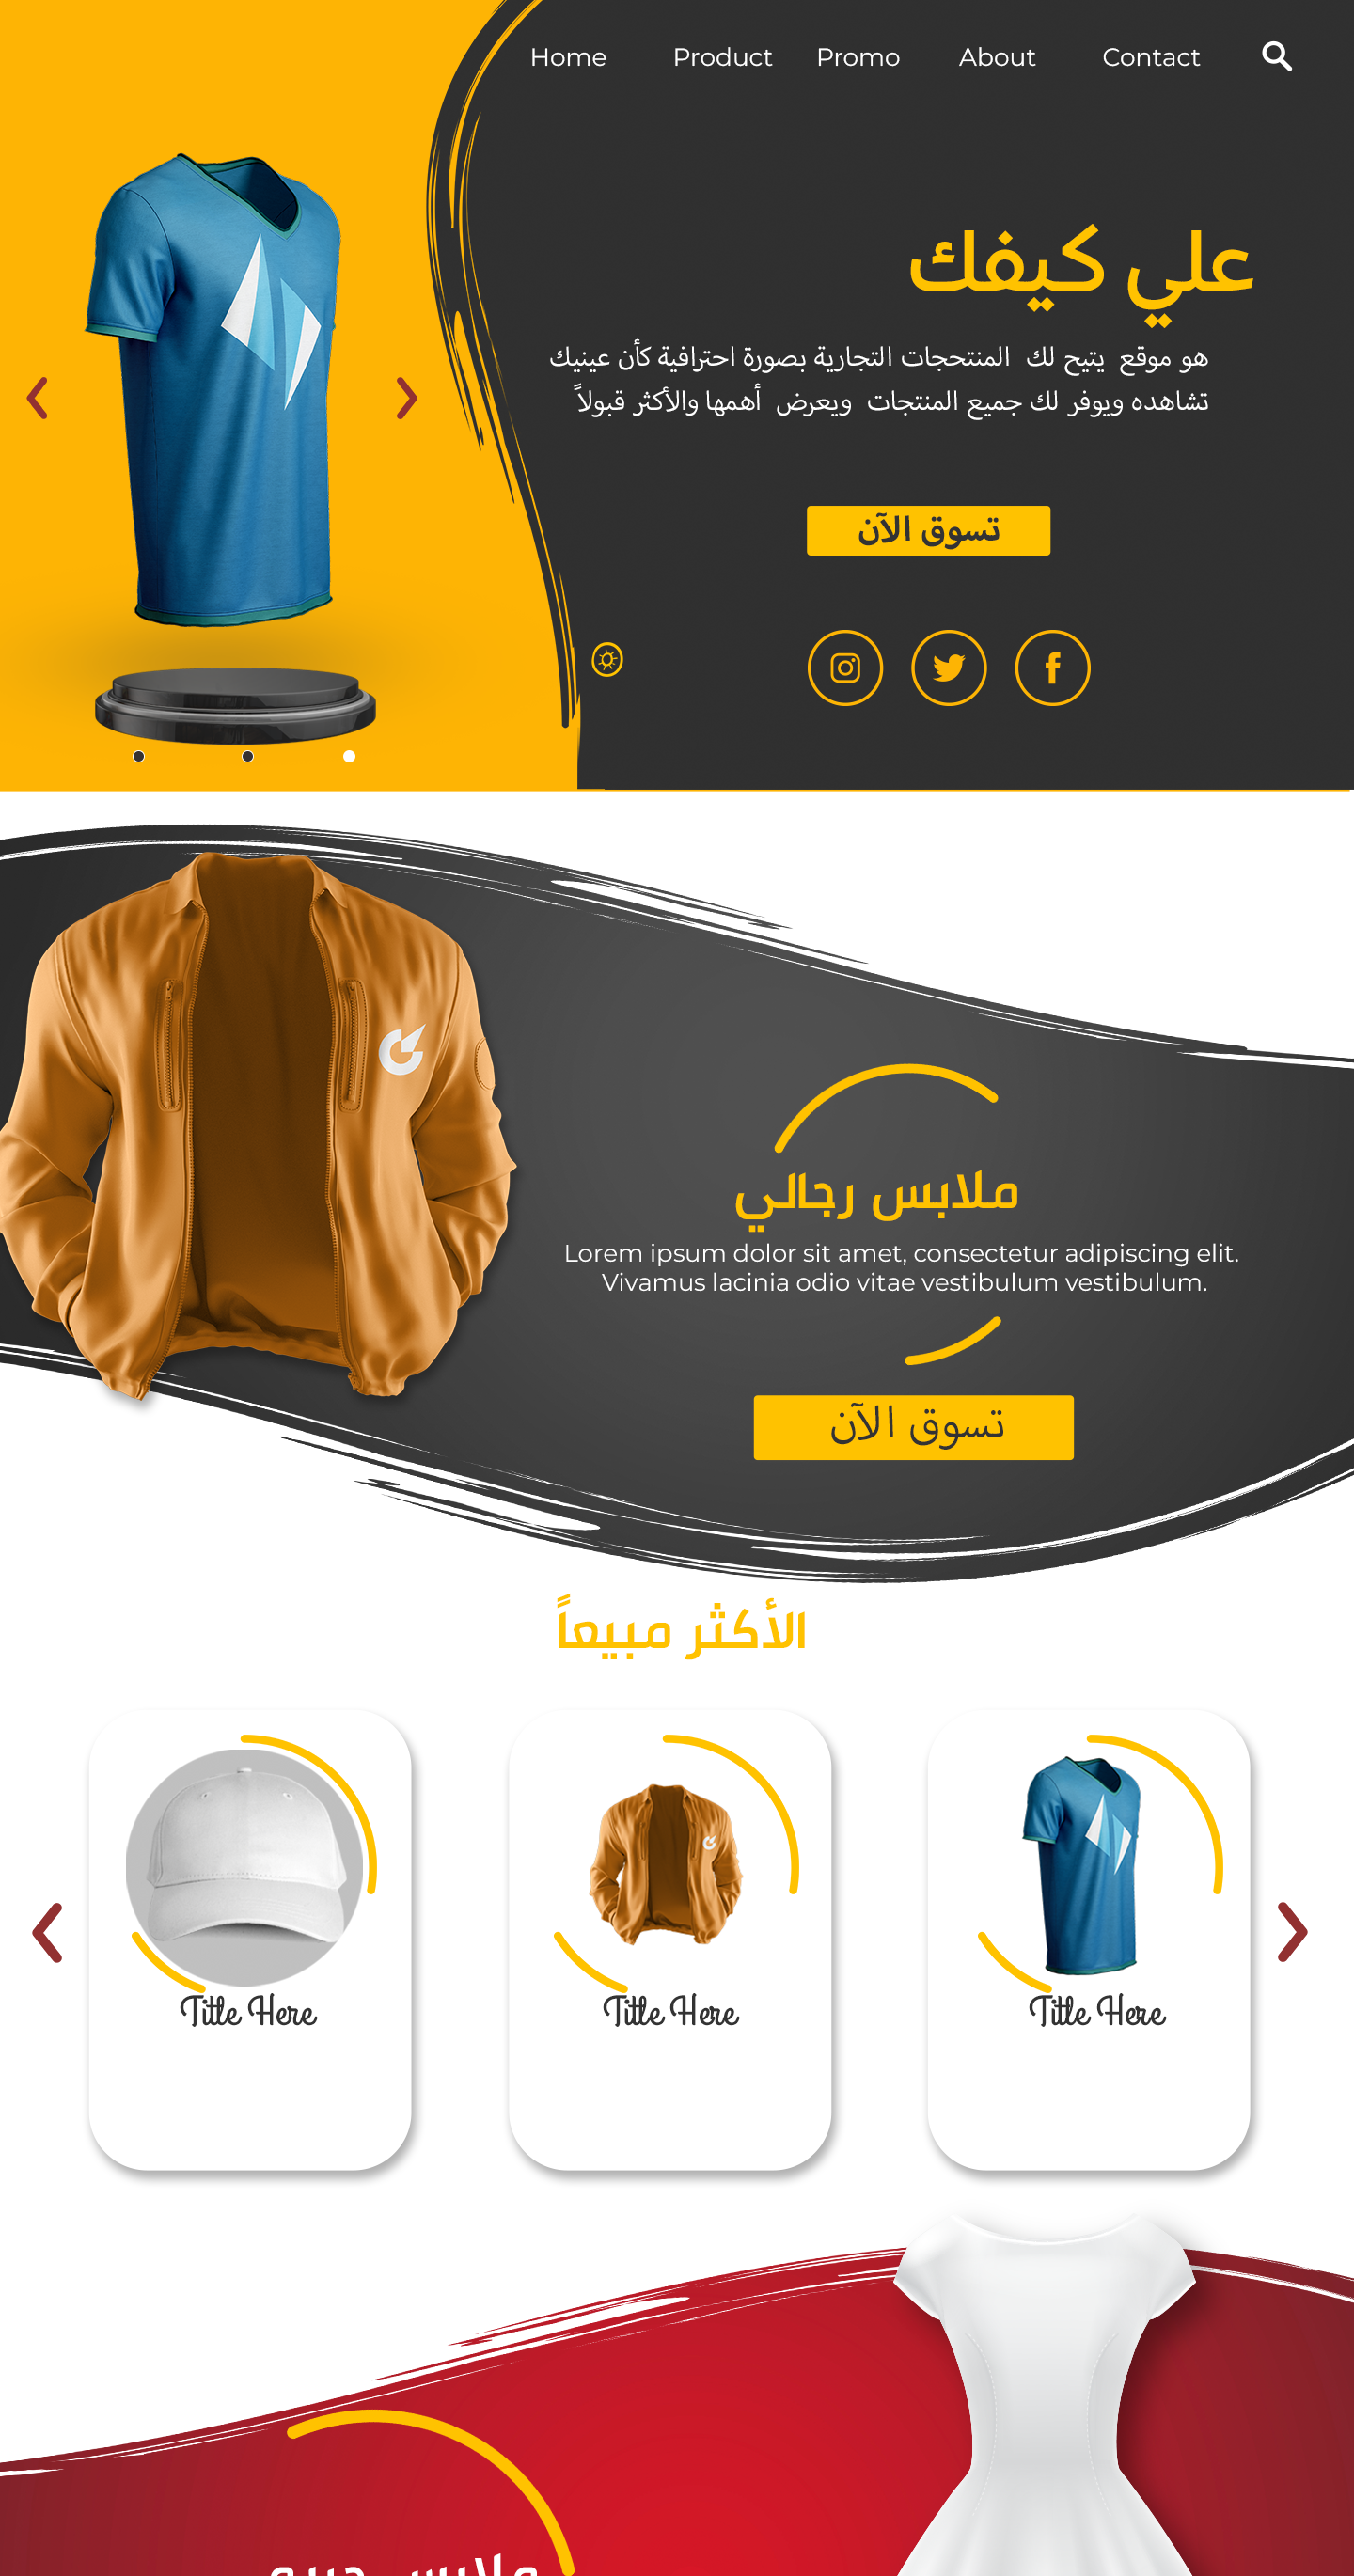 Home Product Promo About Contact
علي كيفك
هو موقع يتيح لك المنتحجات التجارية بصورة احترافية كأن عينيك
تشاهده ويوفر لك جميع المنتجات ويعرض أهمها والأكثر قبولاً
تسوق الآن
ملابس رجالي
Lorem ipsum dolor sit amet, consectetur adipiscing elit.
Vivamus lacinia odio vitae vestibulum vestibulum.
تسوق الآن
الأكثر مبيعاً
Title Here Title Here Title Here
ملابس